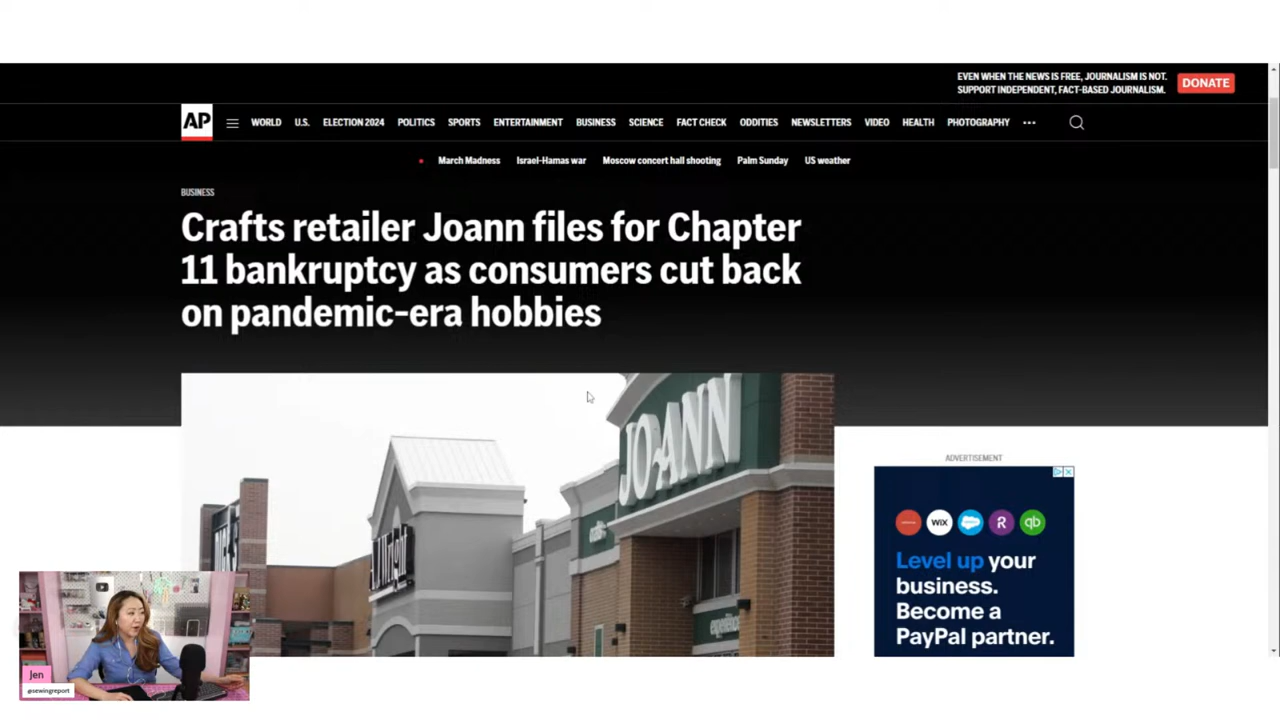 EVEN WHEN THE NEWS IS FREE, JOURNALISM IS NOT.
SUPPORT INDEPENDENT, FACT-BASED JOURNALISM.
DONATE
AP
WORLD U.S. ELECTION 2024 POLITICS SPORTS ENTERTAINMENT BUSINESS SCIENCE FACT CHECK ODDITIES NEWSLETTERS VIDEO HEALTH PHOTOGRAPHY ...
March Madness Israel-Hamas war Moscow concert hall shooting Palm Sunday US weather
BUSINESS
Crafts retailer Joann files for Chapter
11 bankruptcy as consumers cut back
on pandemic-era hobbies
JOANN
ADVERTISEMENT
WIX
R
qb
Level up your
business.
Become a
PayPal partner.
Jen
@sewingreport